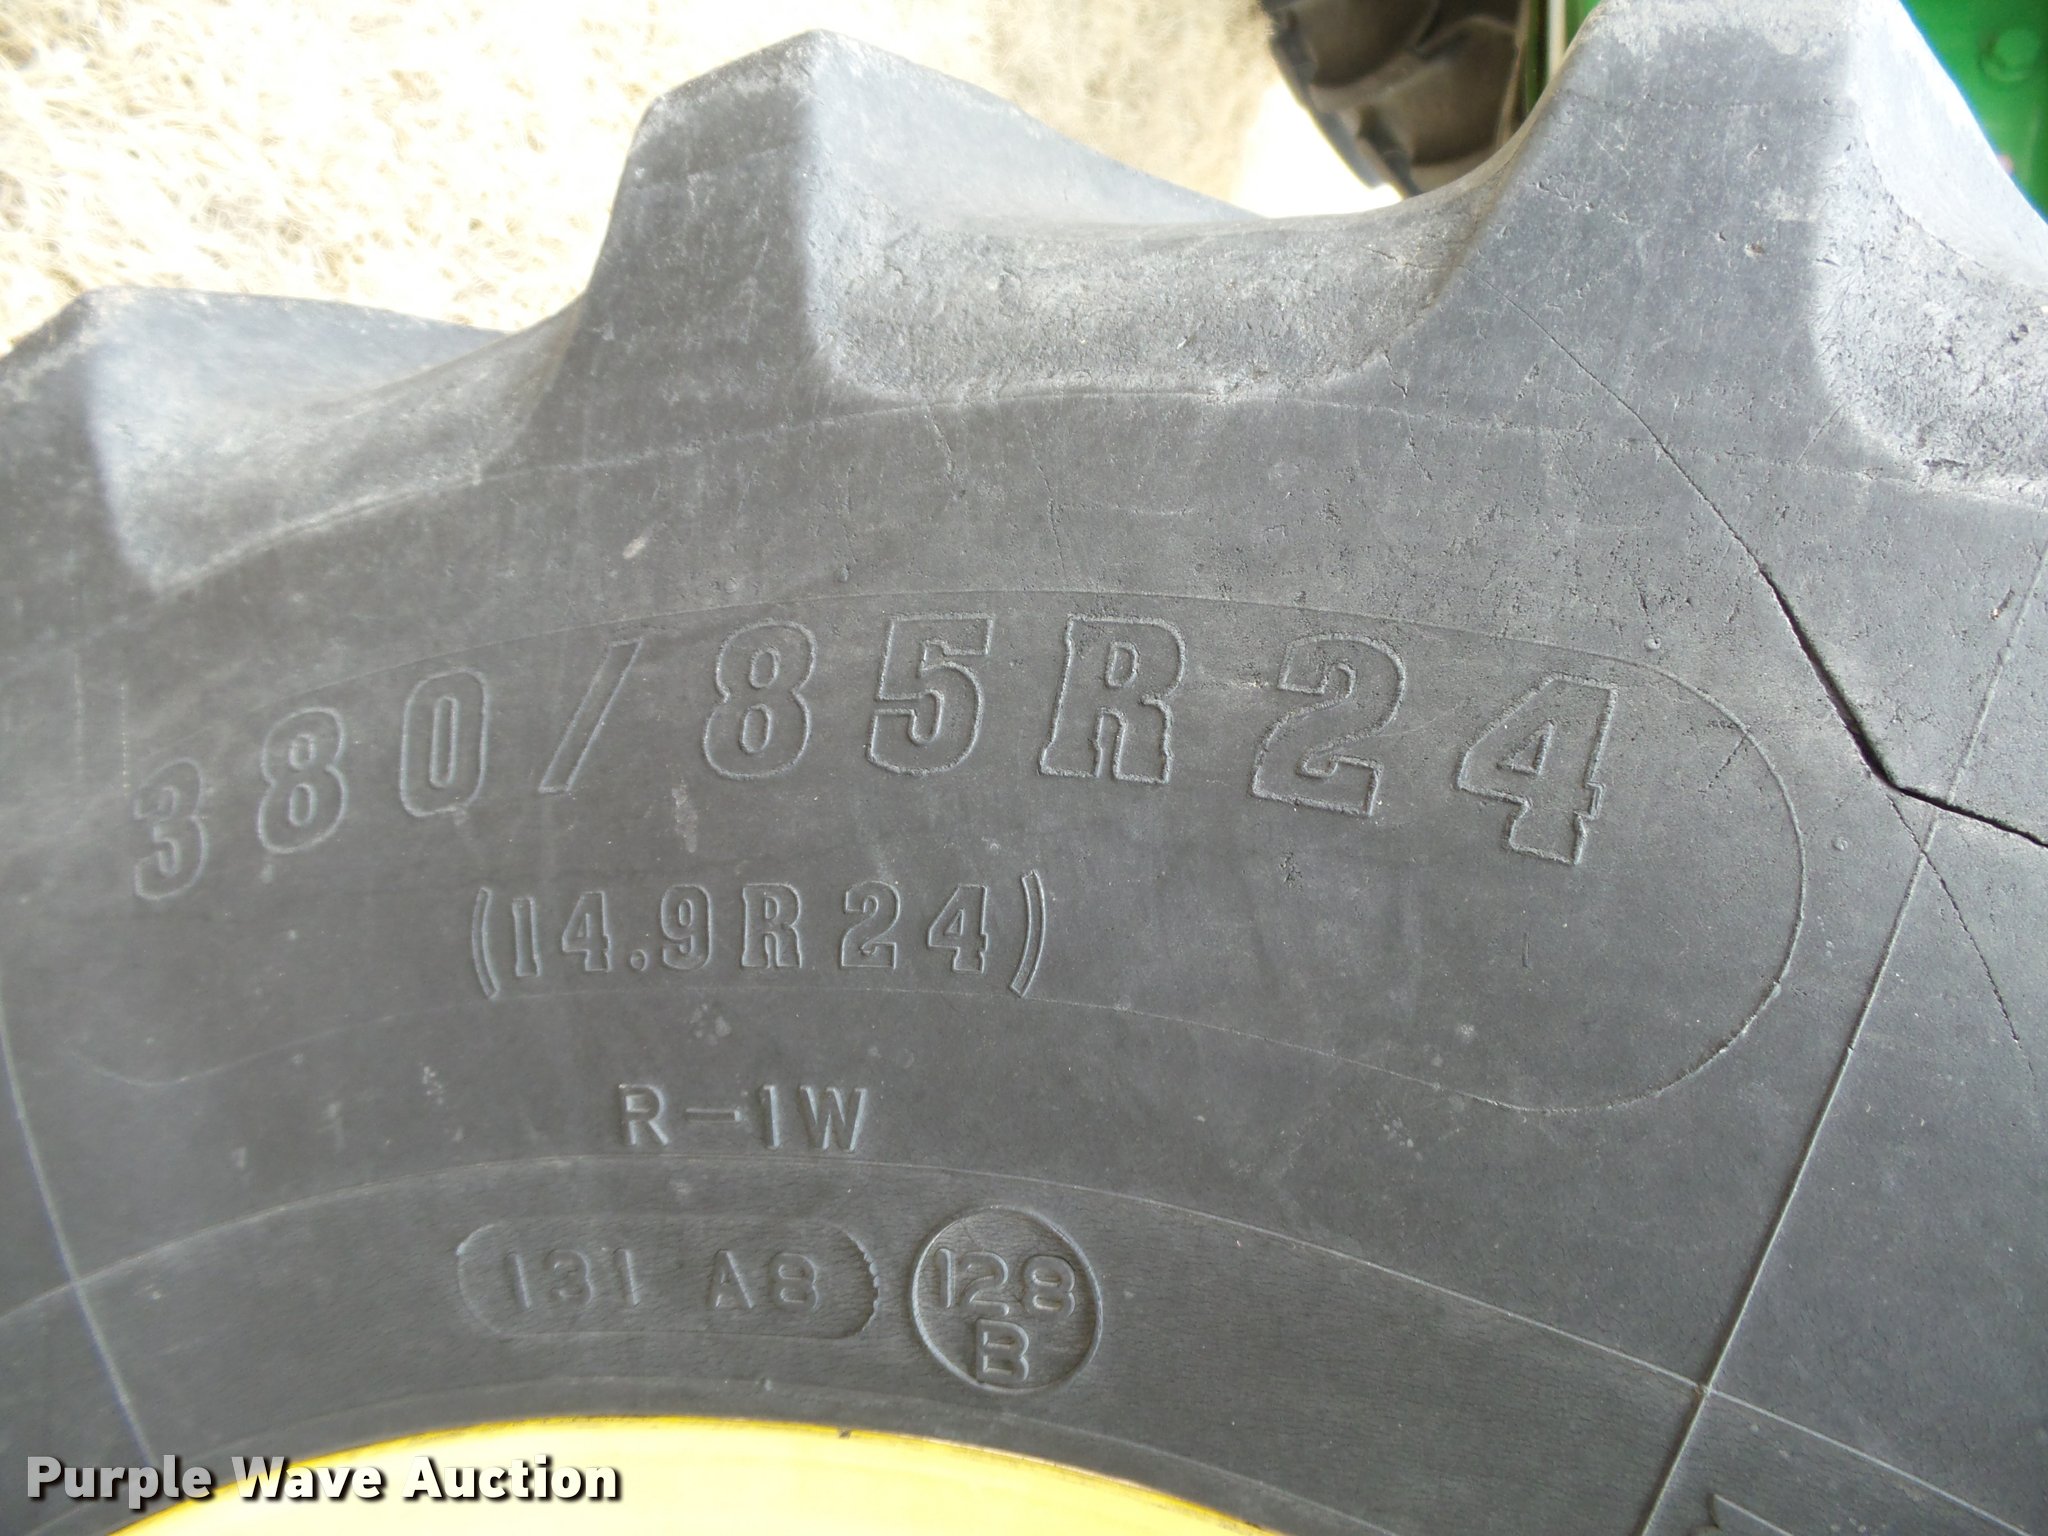 380/85R24
(14.9R24)
R-1W
131 A8
128
B
Purple Wave Auction